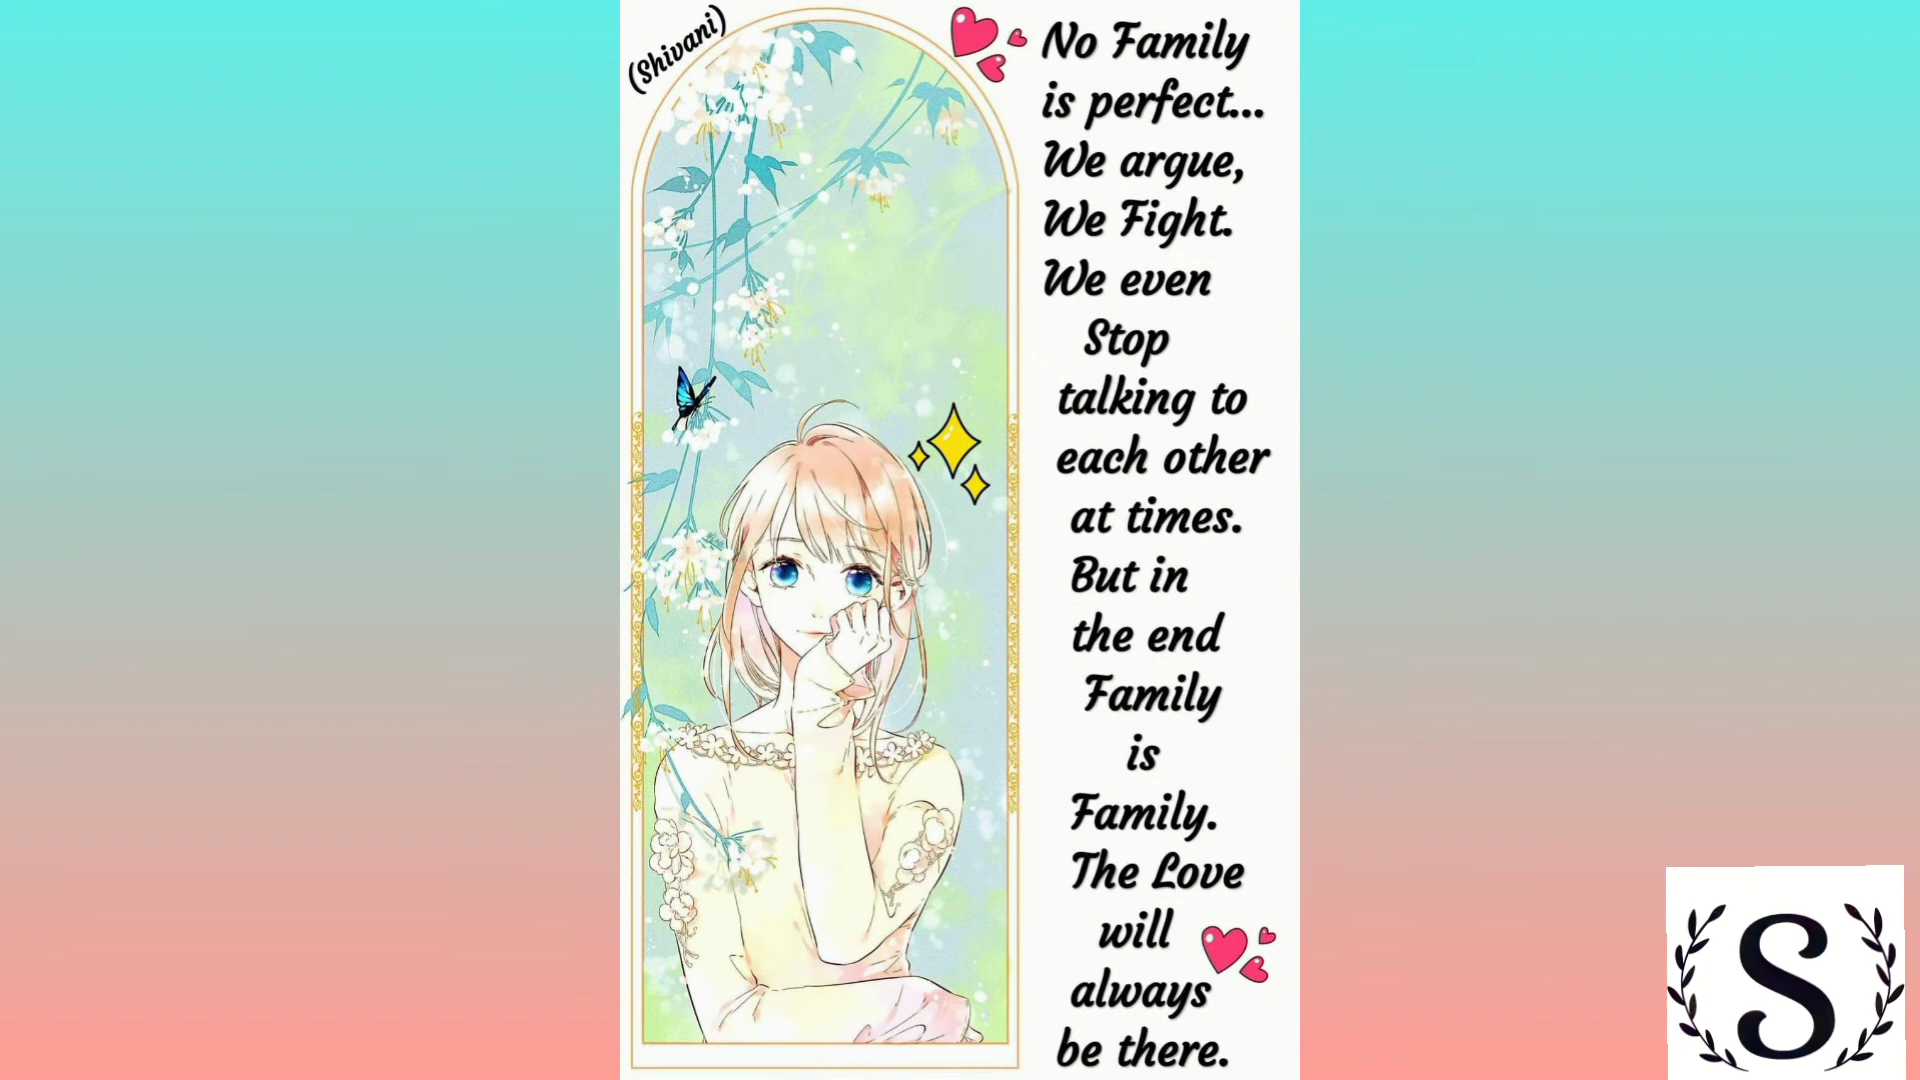 (Shivani)
No Family
is perfect...
We argue,
We Fight.
We even
Stop
talking to
each other
at times.
But in
the end
Family
is
Family.
The Love
will
always
be there.
S